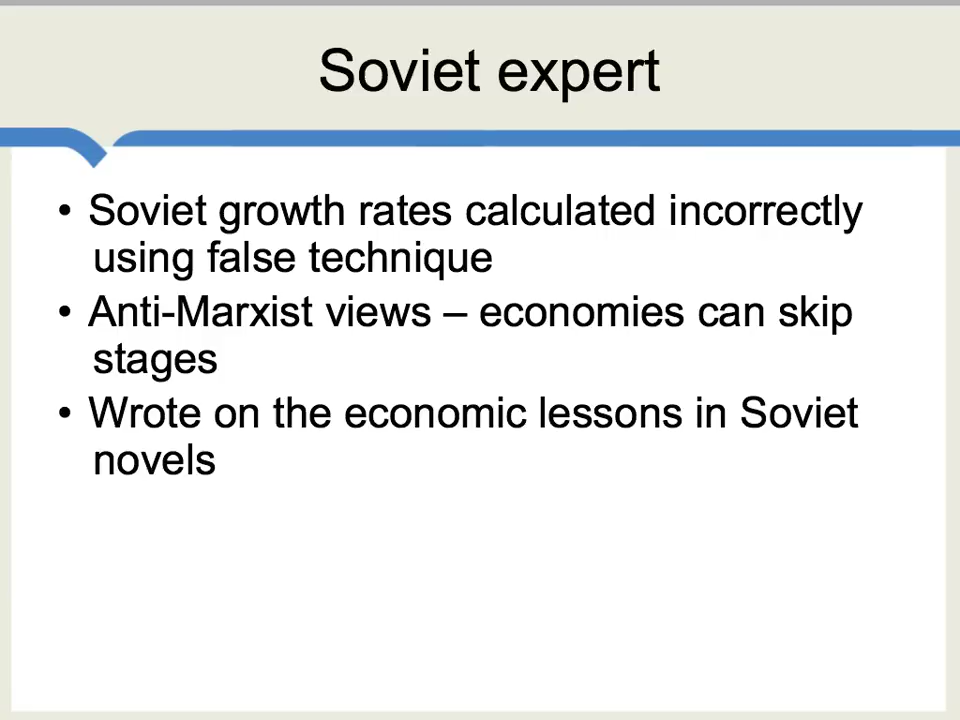 Soviet expert
• Soviet growth rates calculated incorrectly
using false technique
• Anti-Marxist views – economies can skip
stages
• Wrote on the economic lessons in Soviet
novels